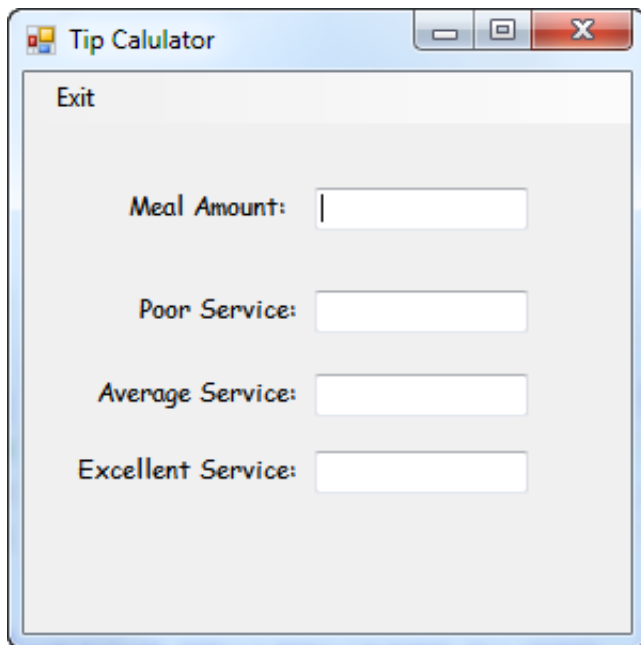 Tip Calulator
Exit
Meal Amount:
Poor Service:
Average Service:
Excellent Service: